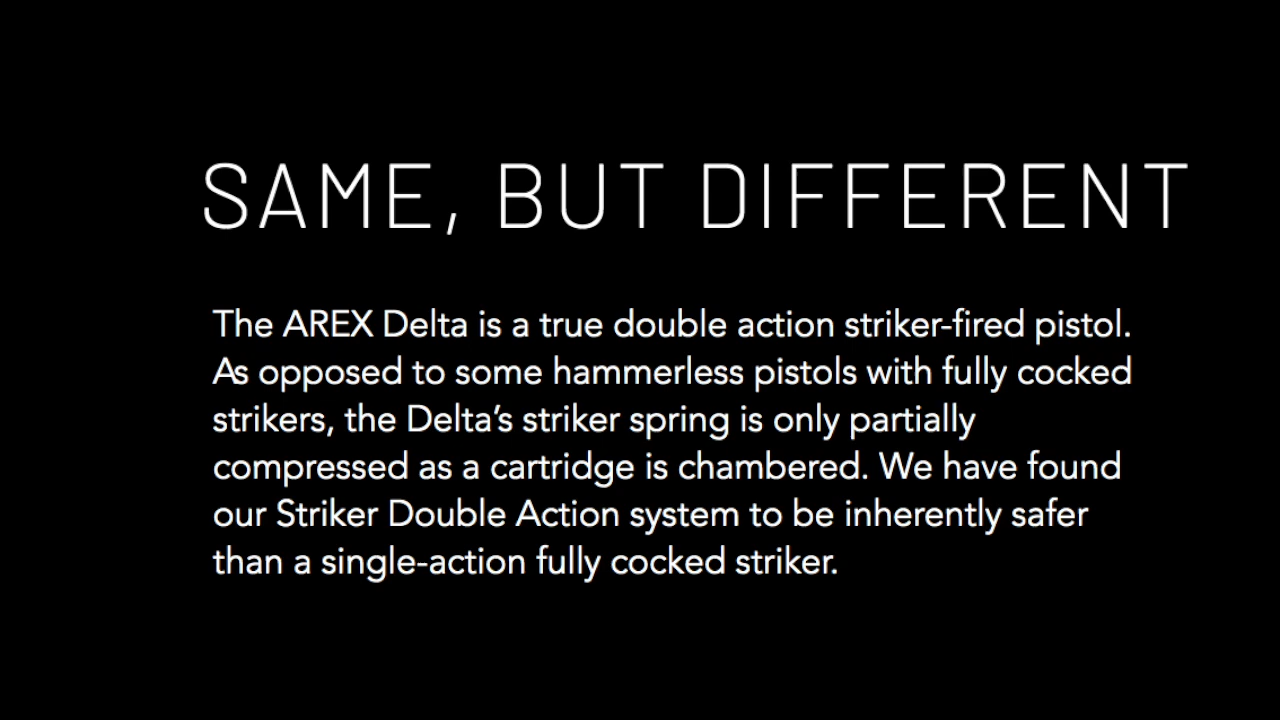 SAME, BUT DIFFERENT
The AREX Delta is a true double action striker-fired pistol.
As opposed to some hammerless pistols with fully cocked
strikers, the Delta’s striker spring is only partially
compressed as a cartridge is chambered. We have found
our Striker Double Action system to be inherently safer
than a single-action fully cocked striker.